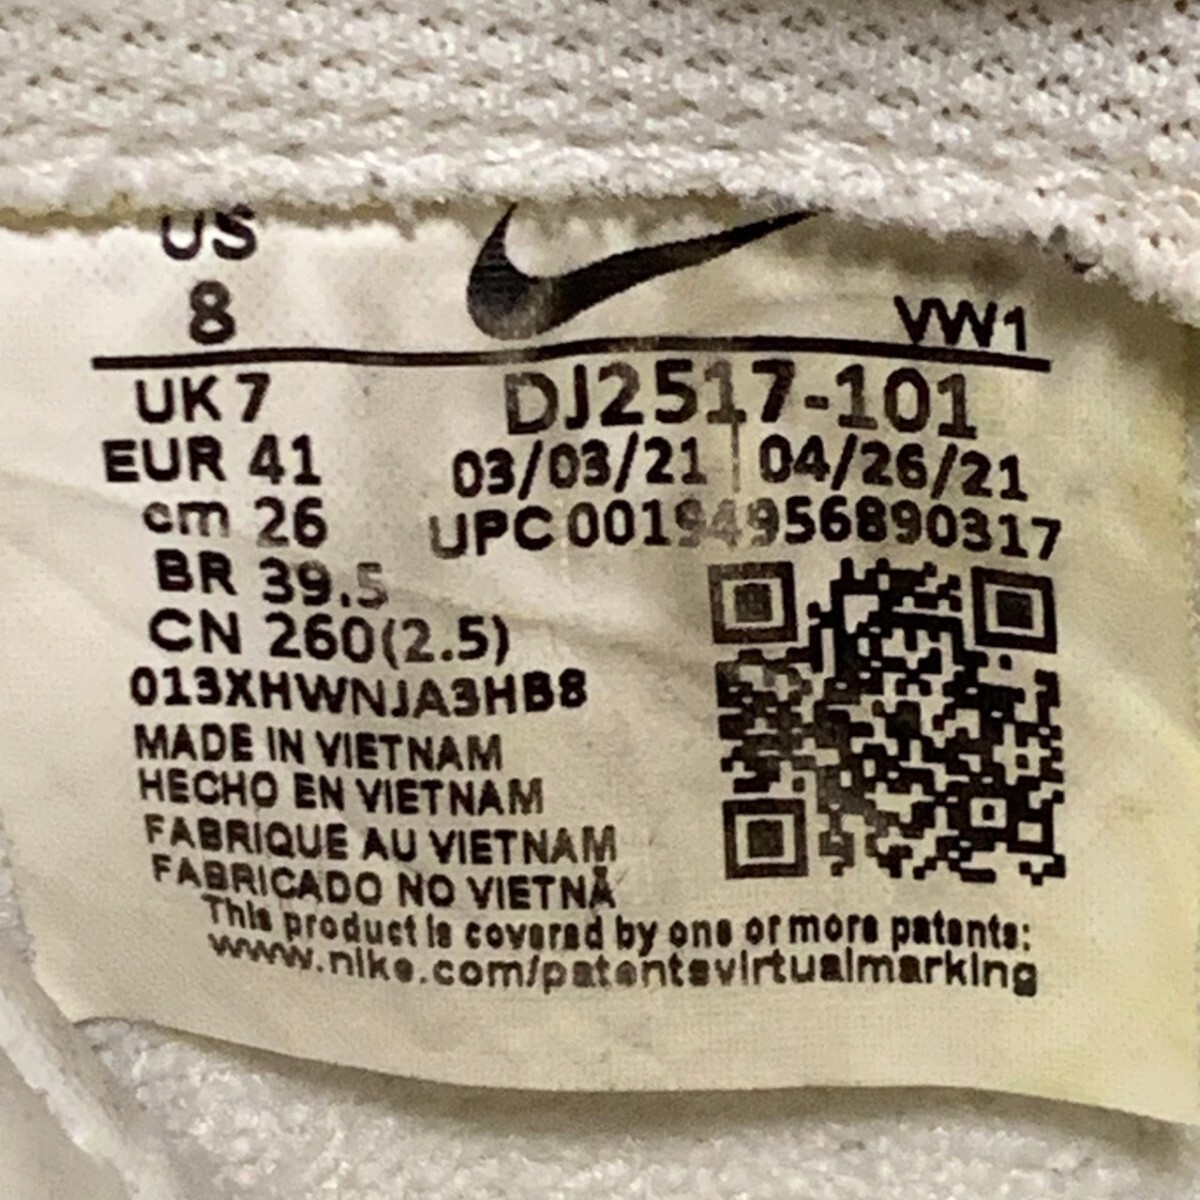 US
8
VW1
UK 7
DJ2517-101
EUR 41
03/03/21 | 04/26/21
cm 26
UPC 00194956890317
BR 39.5
CN 260(2.5)
013XHWNJA3HB8
MADE IN VIETNAM
HECHO EN VIETNAM
FABRIQUE AU VIETNAM
FABRICADO NO VIETNÃ
This product is covered by one or more patents:
www.nike.com/patentsvirtualmarking